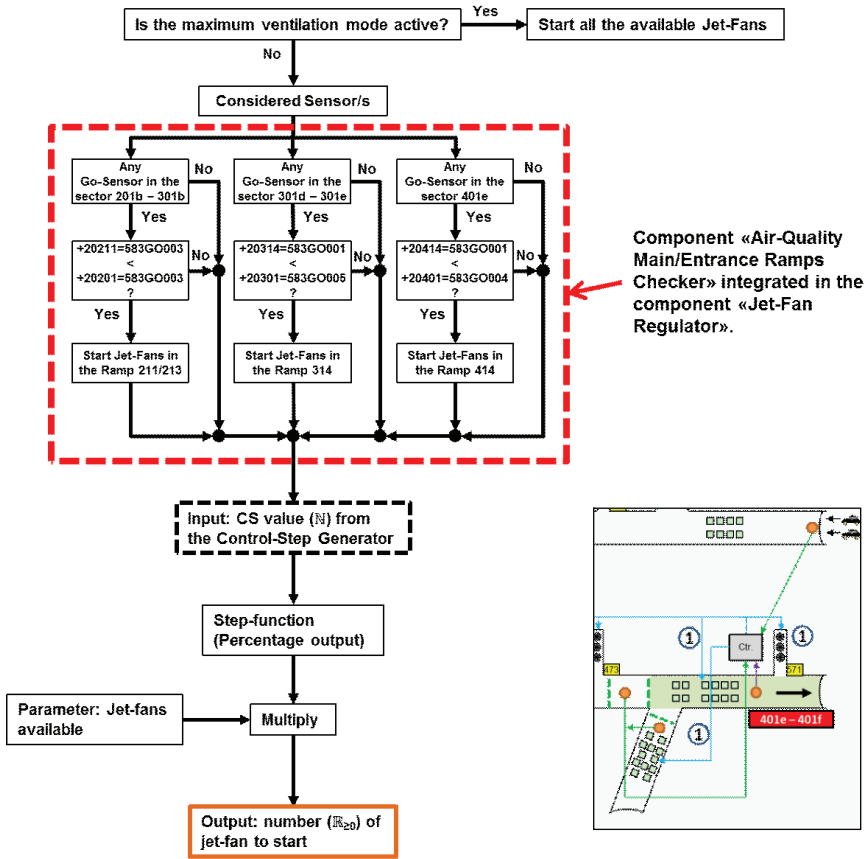 Is the maximum ventilation mode active?
Yes
Start all the available Jet-Fans
No
Considered Sensor/s
Any
Go-Sensor in the
sector 201b – 301b
No
Any
Go-Sensor in the
sector 301d – 301e
No
Any
Go-Sensor in the
sector 401e
No
Yes
Yes
Yes
+20211=583GO003
<
+20201=583GO003
?
No
+20314=583GO001
<
+20301=583GO005
?
No
+20414=583GO001
<
+20401=583GO004
?
No
Yes
Yes
Yes
Start Jet-Fans in
the Ramp 211/213
Start Jet-Fans in
the Ramp 314
Start Jet-Fans in
the Ramp 414
Component «Air-Quality
Main/Entrance Ramps
Checker» integrated in the
component «Jet-Fan
Regulator».
Input: CS value (ℕ) from
the Control-Step Generator
Step-function
(Percentage output)
Parameter: Jet-fans
available
Multiply
Output: number (ℝ≥0) of
jet-fan to start
1
Ctr.
1
473
571
401e – 401f
1